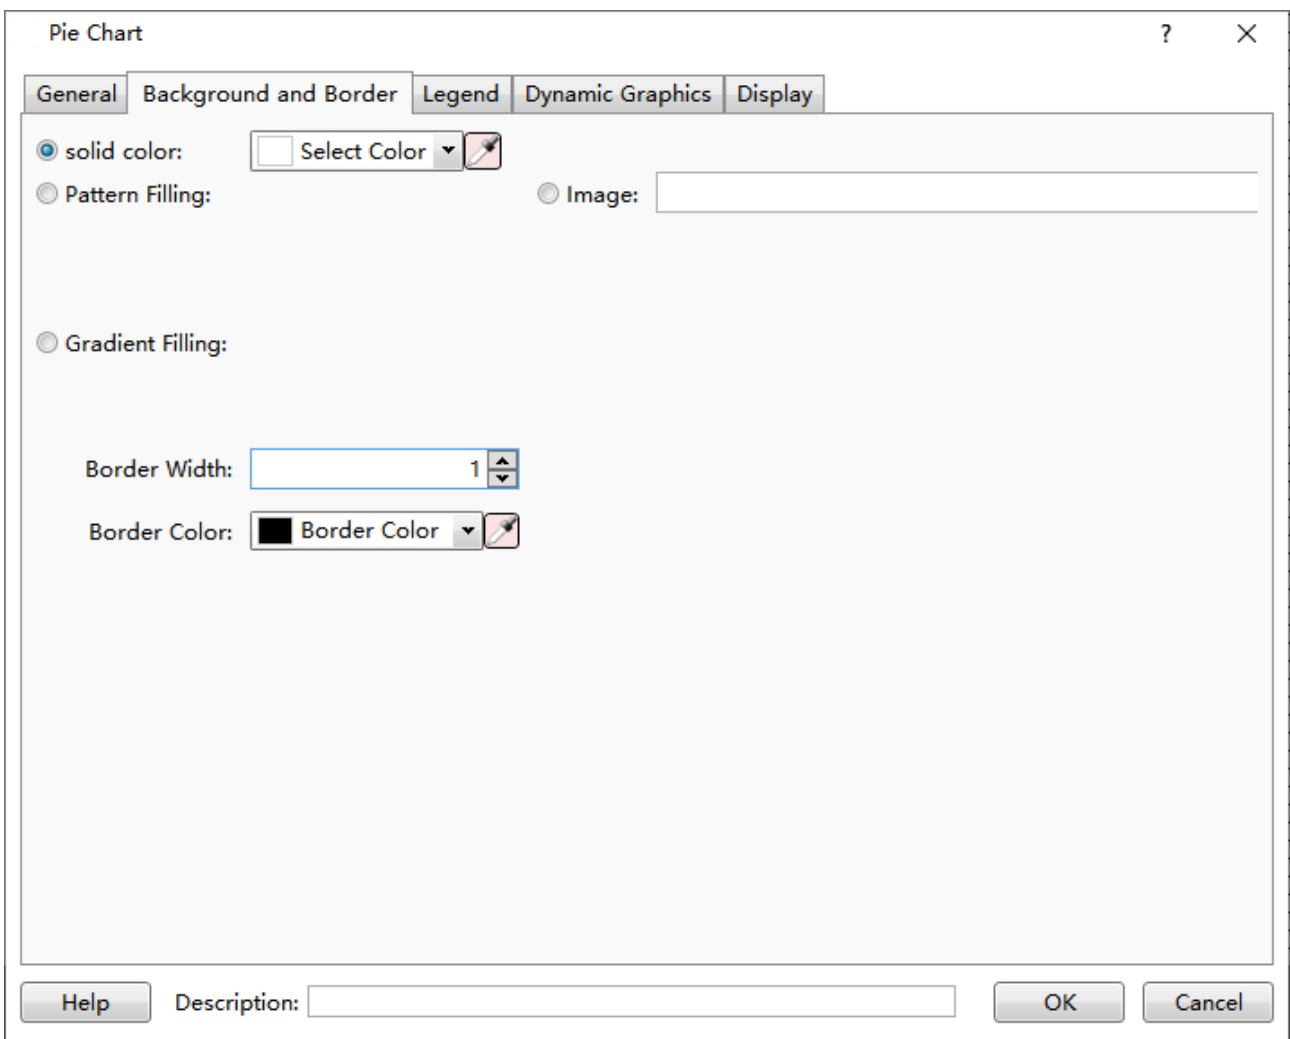 Pie Chart ?
General Background and Border Legend Dynamic Graphics Display
solid color: Select Color
Pattern Filling: Image:
Gradient Filling:
Border Width: 1
Border Color: Border Color
Help Description: OK Cancel